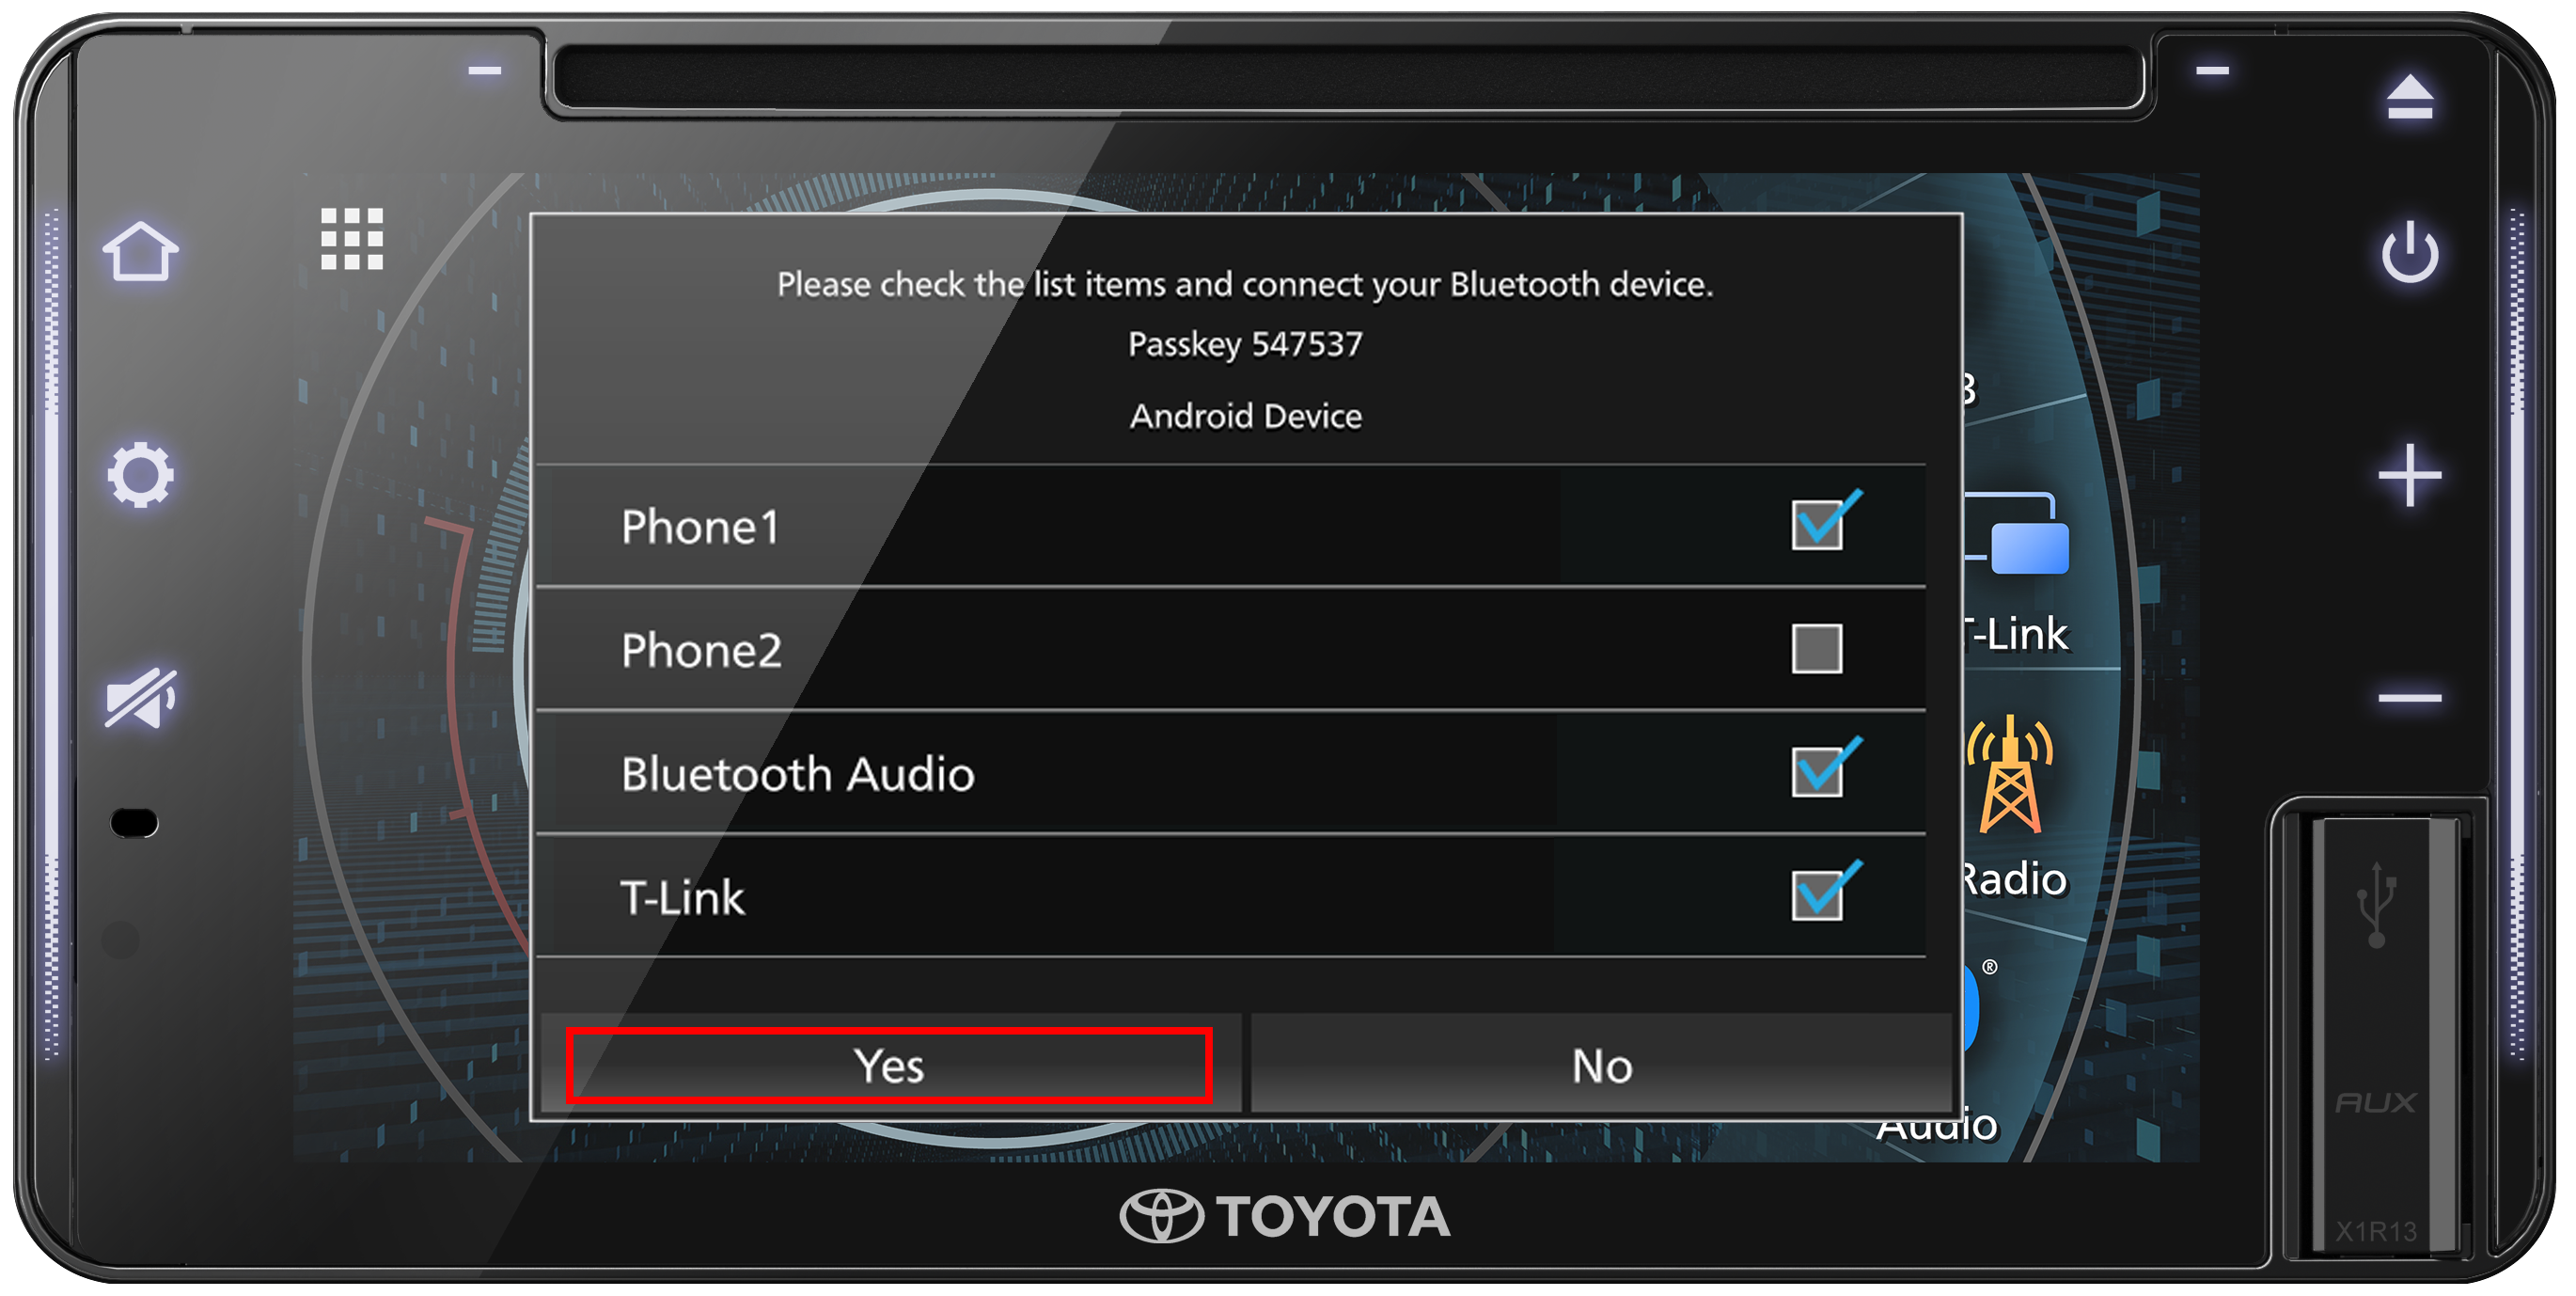 Please check the list items and connect your Bluetooth device.
Passkey 547537
Android Device
Phone1
Phone2
Bluetooth Audio
T-Link
Yes
No
T-Link
Radio
®
Audio
AUX
X1R13
TOYOTA